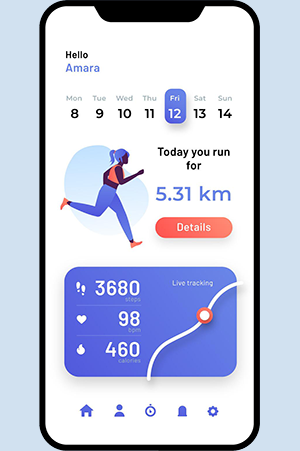 Hello
Amara
Mon Tue Wed Thu Fri Sat Sun
8 9 10 11 12 13 14
Today you run
for
5.31 km
Details
3680
steps
Live tracking
98
bpm
460
calories